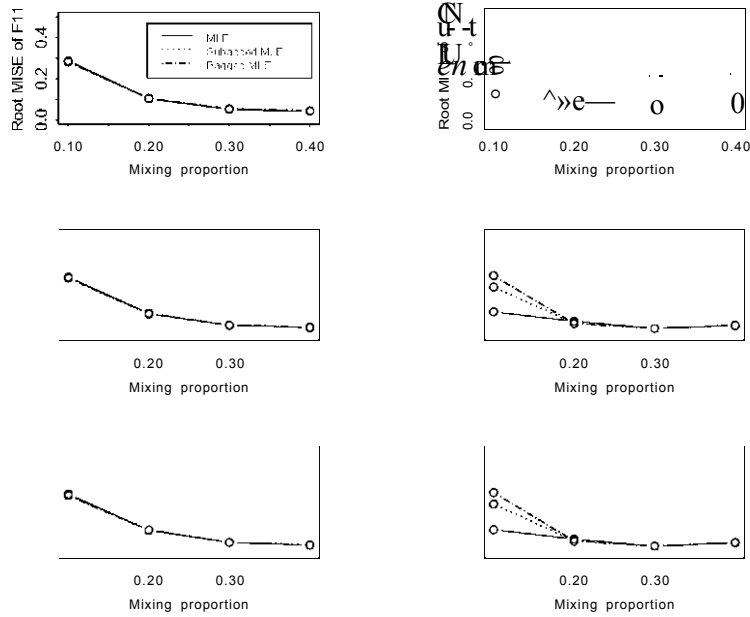 Root MISE of F11
0.0 0.2 0.4
MLE
Bagged MLE
0.10 0.20 0.30 0.40
Mixing proportion
Root MI
0.0
^»e— o 0
0.10 0.20 0.30 0.40
Mixing proportion
0.20 0.30
Mixing proportion
0.20 0.30
Mixing proportion
0.20 0.30
Mixing proportion
0.20 0.30
Mixing proportion